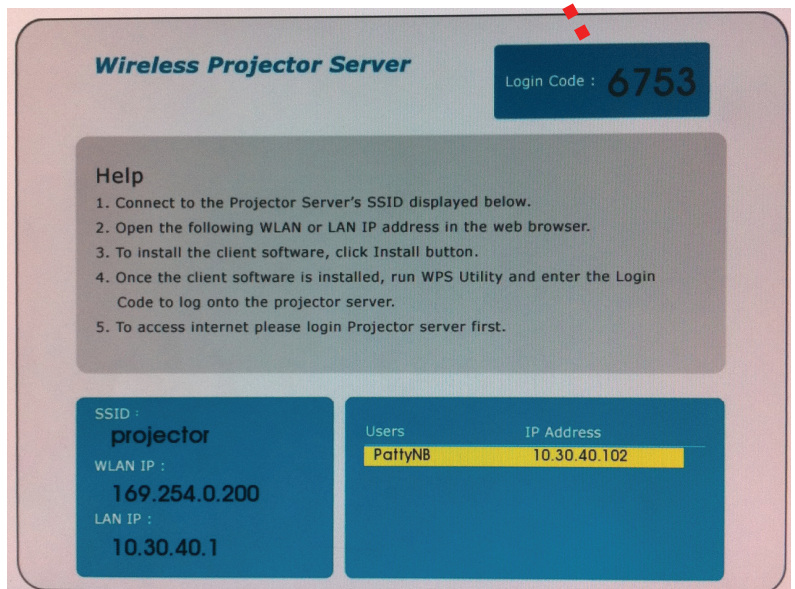 Wireless Projector Server
Login Code : 6753
Help
1. Connect to the Projector Server's SSID displayed below.
2. Open the following WLAN or LAN IP address in the web browser.
3. To install the client software, click Install button.
4. Once the client software is installed, run WPS Utility and enter the Login
Code to log onto the projector server.
5. To access internet please login Projector server first.
SSID :
projector
WLAN IP :
169.254.0.200
LAN IP :
10.30.40.1
Users IP Address
PattyNB 10.30.40.102